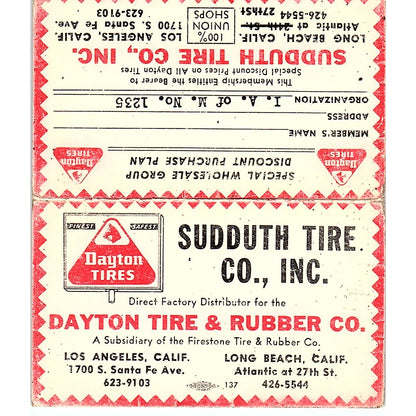 SPECIAL WHOLESALE GROUP
DISCOUNT PURCHASE PLAN
Dayton
TIRES
Dayton
TIRES
MEMBER'S NAME
ADDRESS
ORGANIZATION I.A. of M. No. 1235
This Membership Entitles the Bearer to
Special Discount Prices on All Dayton Tires
SUDDUTH TIRE CO., INC.
LONG BEACH, CALIF.
Atlantic at 24th St. 27thSt
426-5544
100%
UNION
SHOPS
LOS ANGELES, CALIF.
1700 S. Santa Fe Ave.
623-9103
FINEST SAFEST
Dayton
TIRES
SUDDUTH TIRE
CO., INC.
Direct Factory Distributor for the
DAYTON TIRE & RUBBER CO.
A Subsidiary of the Firestone Tire & Rubber Co.
LOS ANGELES, CALIF.
1700 S. Santa Fe Ave.
623-9103
137
LONG BEACH, CALIF.
Atlantic at 27th St.
426-5544